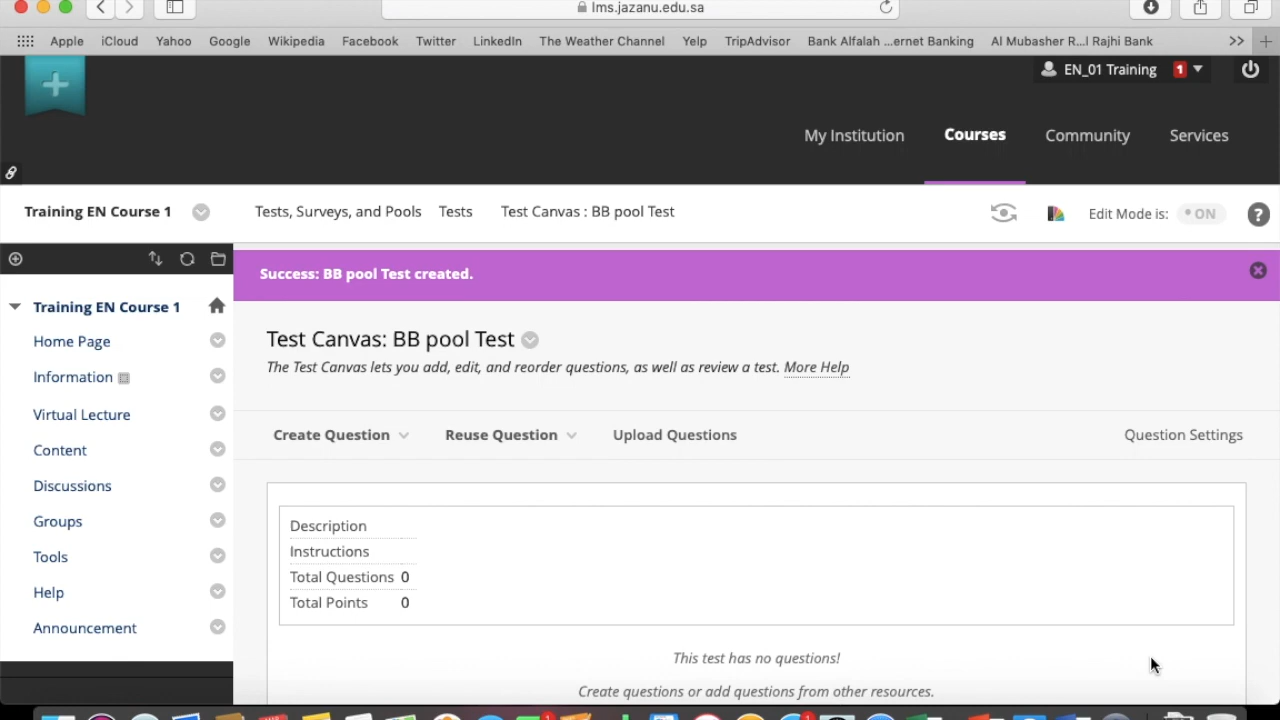 lms.jazanu.edu.sa
Apple iCloud Yahoo Google Wikipedia Facebook Twitter LinkedIn The Weather Channel Yelp TripAdvisor Bank Alfalah ...ernet Banking Al Mubasher R...l Rajhi Bank >>
EN_01 Training 1
My Institution Courses Community Services
Training EN Course 1 Tests, Surveys, and Pools Tests Test Canvas : BB pool Test Edit Mode is: ON ?
Success: BB pool Test created.
Training EN Course 1
Home Page
Information
Virtual Lecture
Content
Discussions
Groups
Tools
Help
Announcement
Test Canvas: BB pool Test
The Test Canvas lets you add, edit, and reorder questions, as well as review a test. More Help
Create Question Reuse Question Upload Questions Question Settings
Description
Instructions
Total Questions 0
Total Points 0
This test has no questions!
Create questions or add questions from other resources.